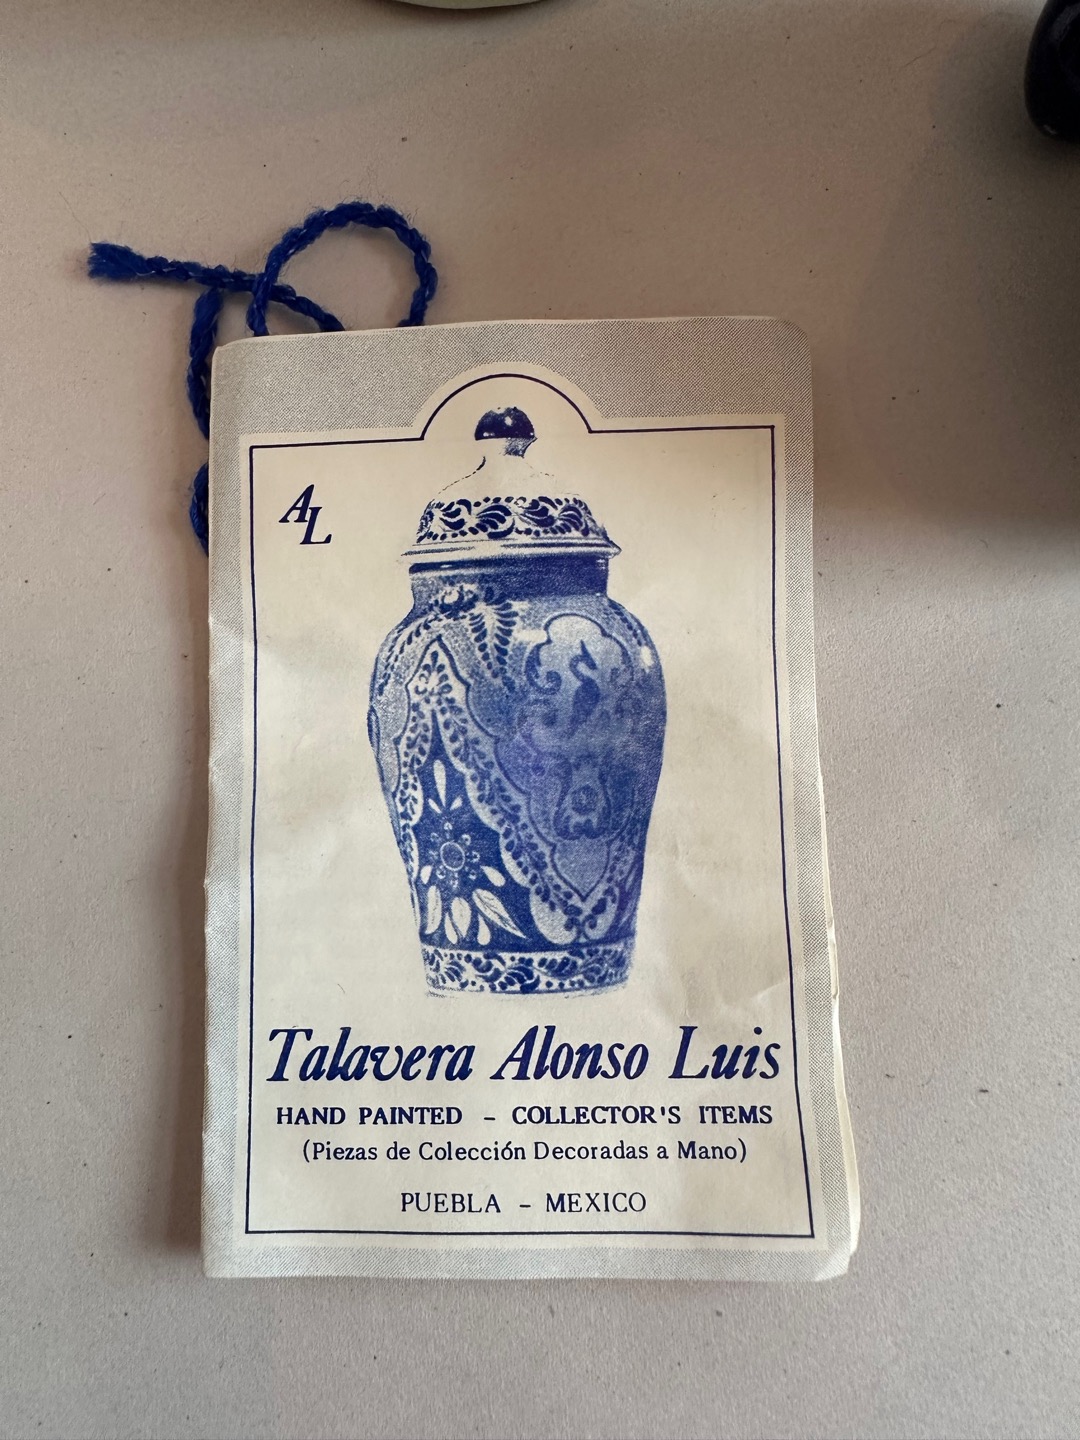 AL
Talavera Alonso Luis
HAND PAINTED - COLLECTOR'S ITEMS
(Piezas de Colección Decoradas a Mano)
PUEBLA - MEXICO